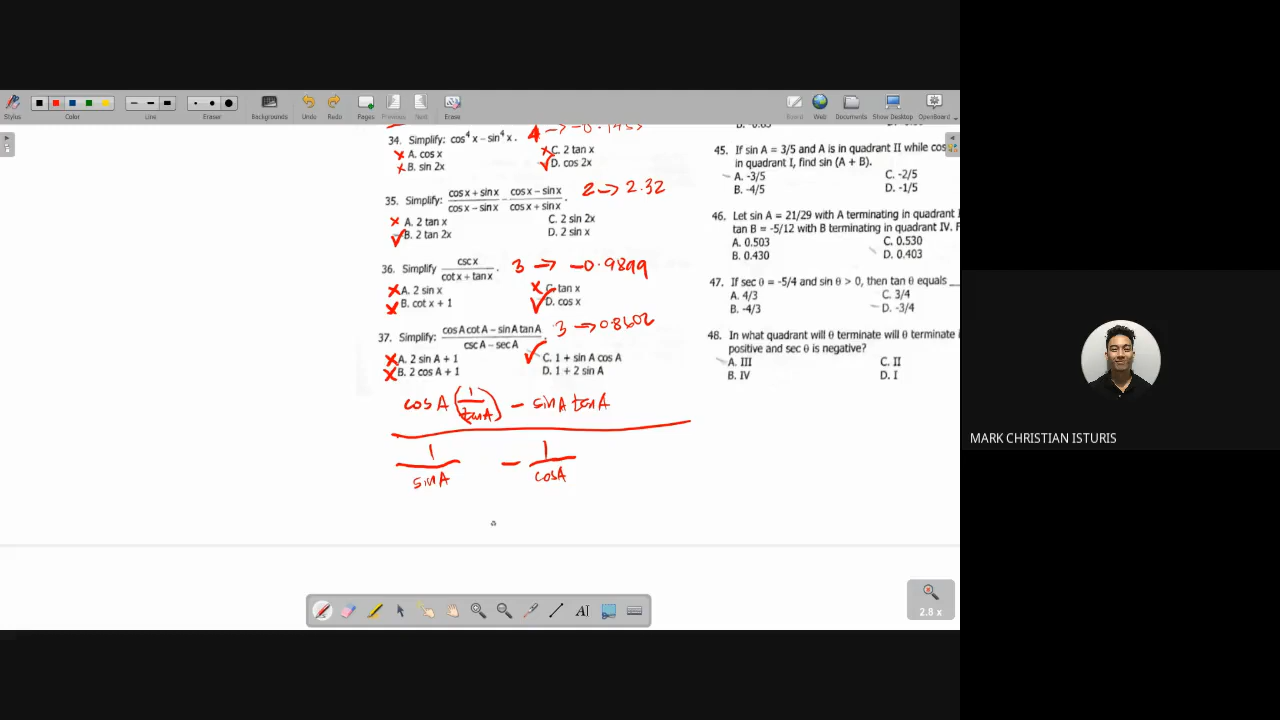 Stylus
Color
Line
Eraser
Backgrounds
Undo
Redo
Pages
Previous
Next
Erase
Board
Web
Documents
Show Desktop
OpenBoard
34. Simplify: cos⁴ x – sin⁴ x. 4 → -0.1455
A. cos x
B. sin 2x
C. 2 tan x
D. cos 2x
35. Simplify: (cos x + sin x)/(cos x – sin x) – (cos x – sin x)/(cos x + sin x). 2 → 2.32
A. 2 tan x
B. 2 tan 2x
C. 2 sin 2x
D. 2 sin x
36. Simplify csc x/(cot x + tan x). 3 → -0.9899
A. 2 sin x
B. cot x + 1
C. tan x
D. cos x
37. Simplify: (cos A cot A – sin A tan A)/(csc A – sec A). 3 → 0.8602
A. 2 sin A + 1
B. 2 cos A + 1
C. 1 + sin A cos A
D. 1 + 2 sin A
cos A (1/tan A) – sin A tan A
1/sin A – 1/cos A
45. If sin A = 3/5 and A is in quadrant II while cos
in quadrant I, find sin (A + B).
A. -3/5
B. -4/5
C. -2/5
D. -1/5
46. Let sin A = 21/29 with A terminating in quadrant
tan B = -5/12 with B terminating in quadrant IV. F
A. 0.503
B. 0.430
C. 0.530
D. 0.403
47. If sec θ = -5/4 and sin θ > 0, then tan θ equals
A. 4/3
B. -4/3
C. 3/4
D. -3/4
48. In what quadrant will θ terminate will θ terminate i
positive and sec θ is negative?
A. III
B. IV
C. II
D. I
2.8 x
MARK CHRISTIAN ISTURIS